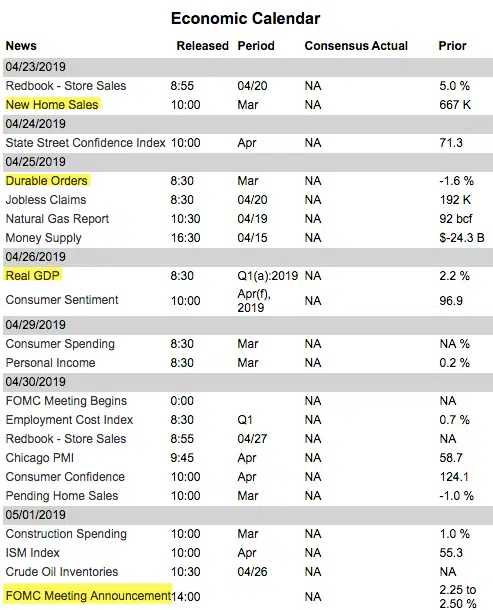 Economic Calendar
News Released Period Consensus Actual Prior
04/23/2019
Redbook - Store Sales 8:55 04/20 NA 5.0 %
New Home Sales 10:00 Mar NA 667 K
04/24/2019
State Street Confidence Index 10:00 Apr NA 71.3
04/25/2019
Durable Orders 8:30 Mar NA -1.6 %
Jobless Claims 8:30 04/20 NA 192 K
Natural Gas Report 10:30 04/19 NA 92 bcf
Money Supply 16:30 04/15 NA $-24.3 B
04/26/2019
Real GDP 8:30 Q1(a):2019 NA 2.2 %
Consumer Sentiment 10:00 Apr(f), 2019 NA 96.9
04/29/2019
Consumer Spending 8:30 Mar NA NA %
Personal Income 8:30 Mar NA 0.2 %
04/30/2019
FOMC Meeting Begins 0:00 NA NA
Employment Cost Index 8:30 Q1 NA 0.7 %
Redbook - Store Sales 8:55 04/27 NA NA
Chicago PMI 9:45 Apr NA 58.7
Consumer Confidence 10:00 Apr NA 124.1
Pending Home Sales 10:00 Mar NA -1.0 %
05/01/2019
Construction Spending 10:00 Mar NA 1.0 %
ISM Index 10:00 Apr NA 55.3
Crude Oil Inventories 10:30 04/26 NA NA
FOMC Meeting Announcement 14:00 NA 2.25 to 2.50 %